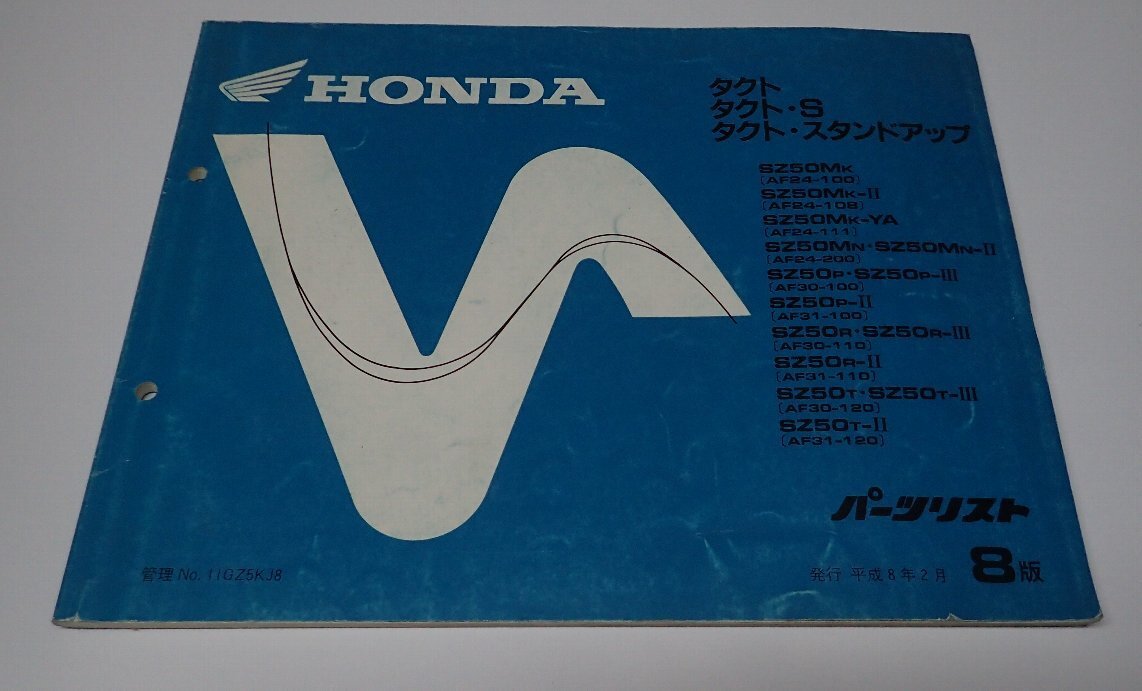 HONDA
タクト
タクト・S
タクト・スタンドアップ
SZ50MK
(AF24-100)
SZ50MK-II
(AF24-108)
SZ50MK-YA
(AF24-111)
SZ50MN・SZ50MN-II
(AF24-200)
SZ50P・SZ50P-III
(AF30-100)
SZ50P-II
(AF31-100)
SZ50R・SZ50R-III
(AF30-110)
SZ50R-II
(AF31-110)
SZ50T・SZ50T-III
(AF30-120)
SZ50T-II
(AF31-120)
パーツリスト
管理 No. 11GZ5KJ8
発行 平成8年2月 8版